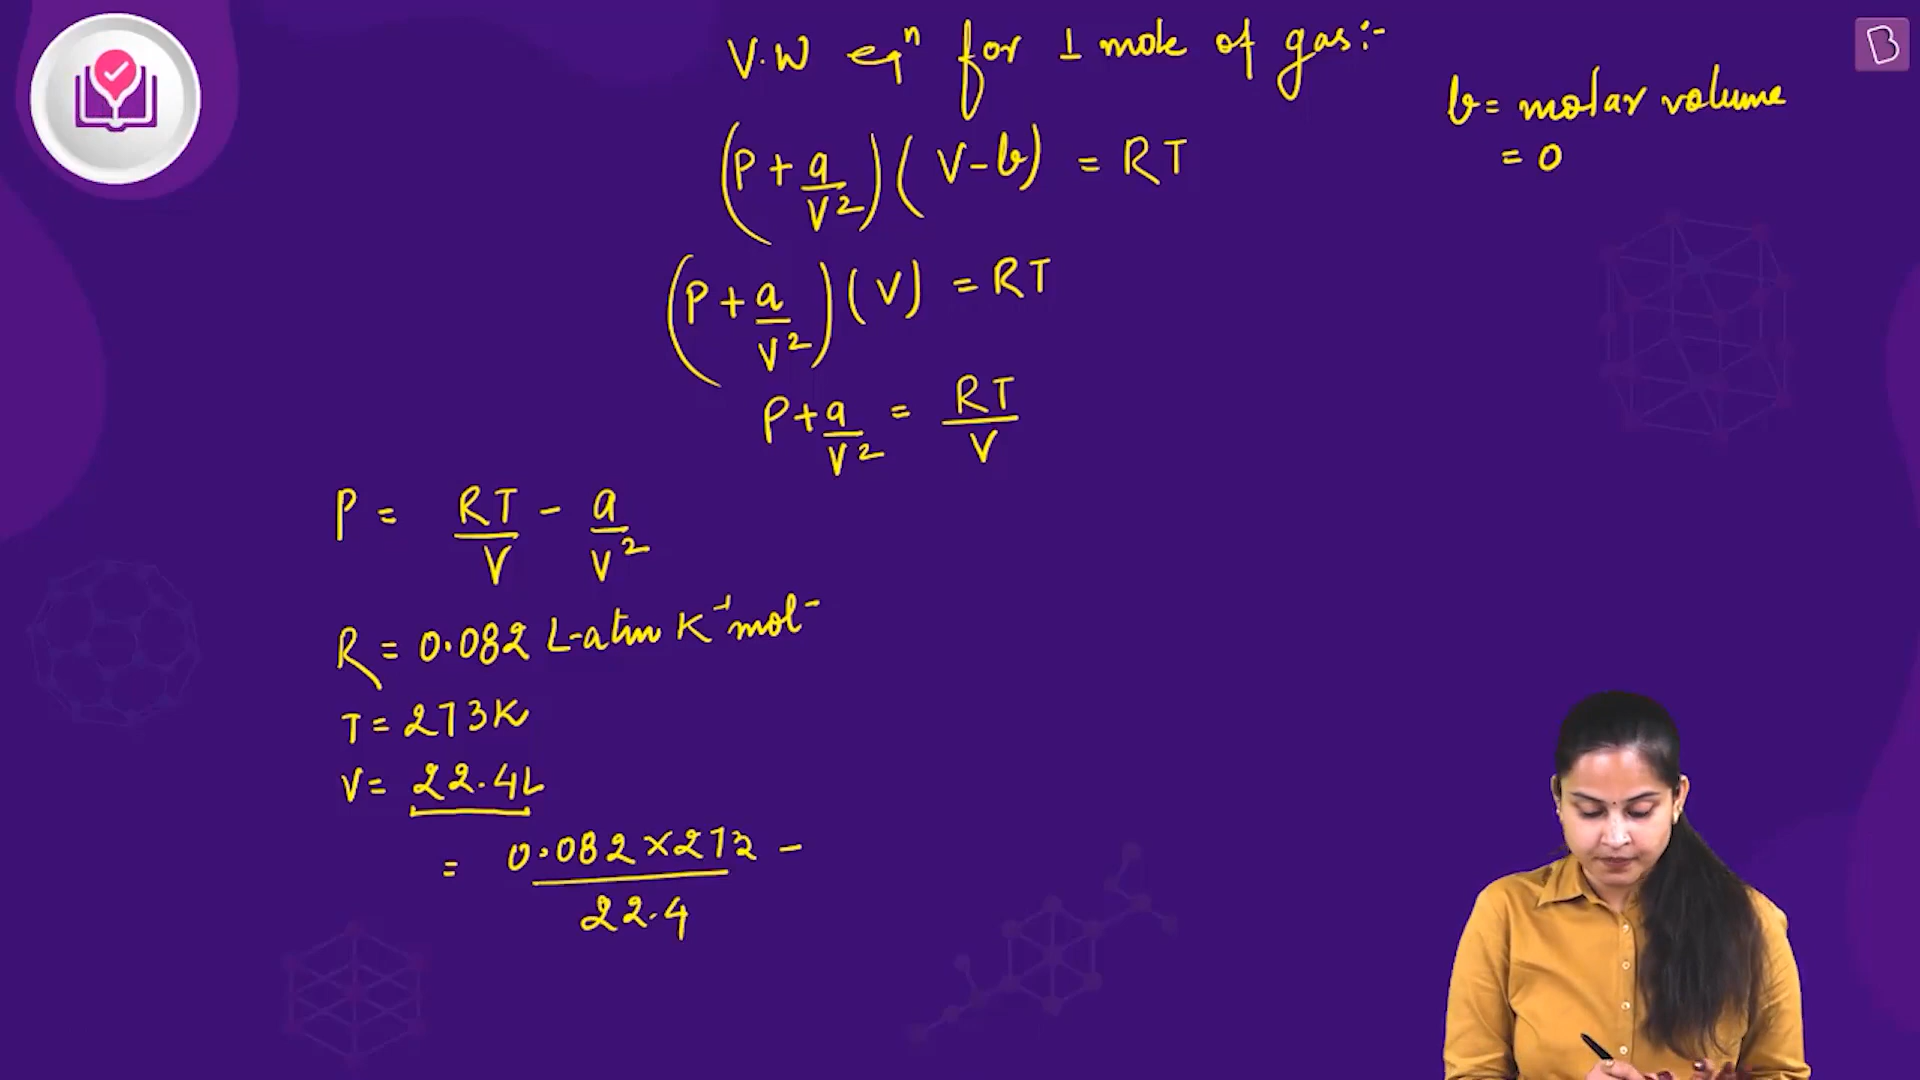 V.W eqⁿ for 1 mole of gas:-
b = molar volume
= 0
(P + a/V²) (V-b) = RT
(P + a/V²) (V) = RT
P + a/V² = RT/V
P = RT/V - a/V²
R = 0.082 L-atm K⁻¹ mol⁻
T = 273K
V = 22.4L
= 0.082 x 273 / 22.4 -
B